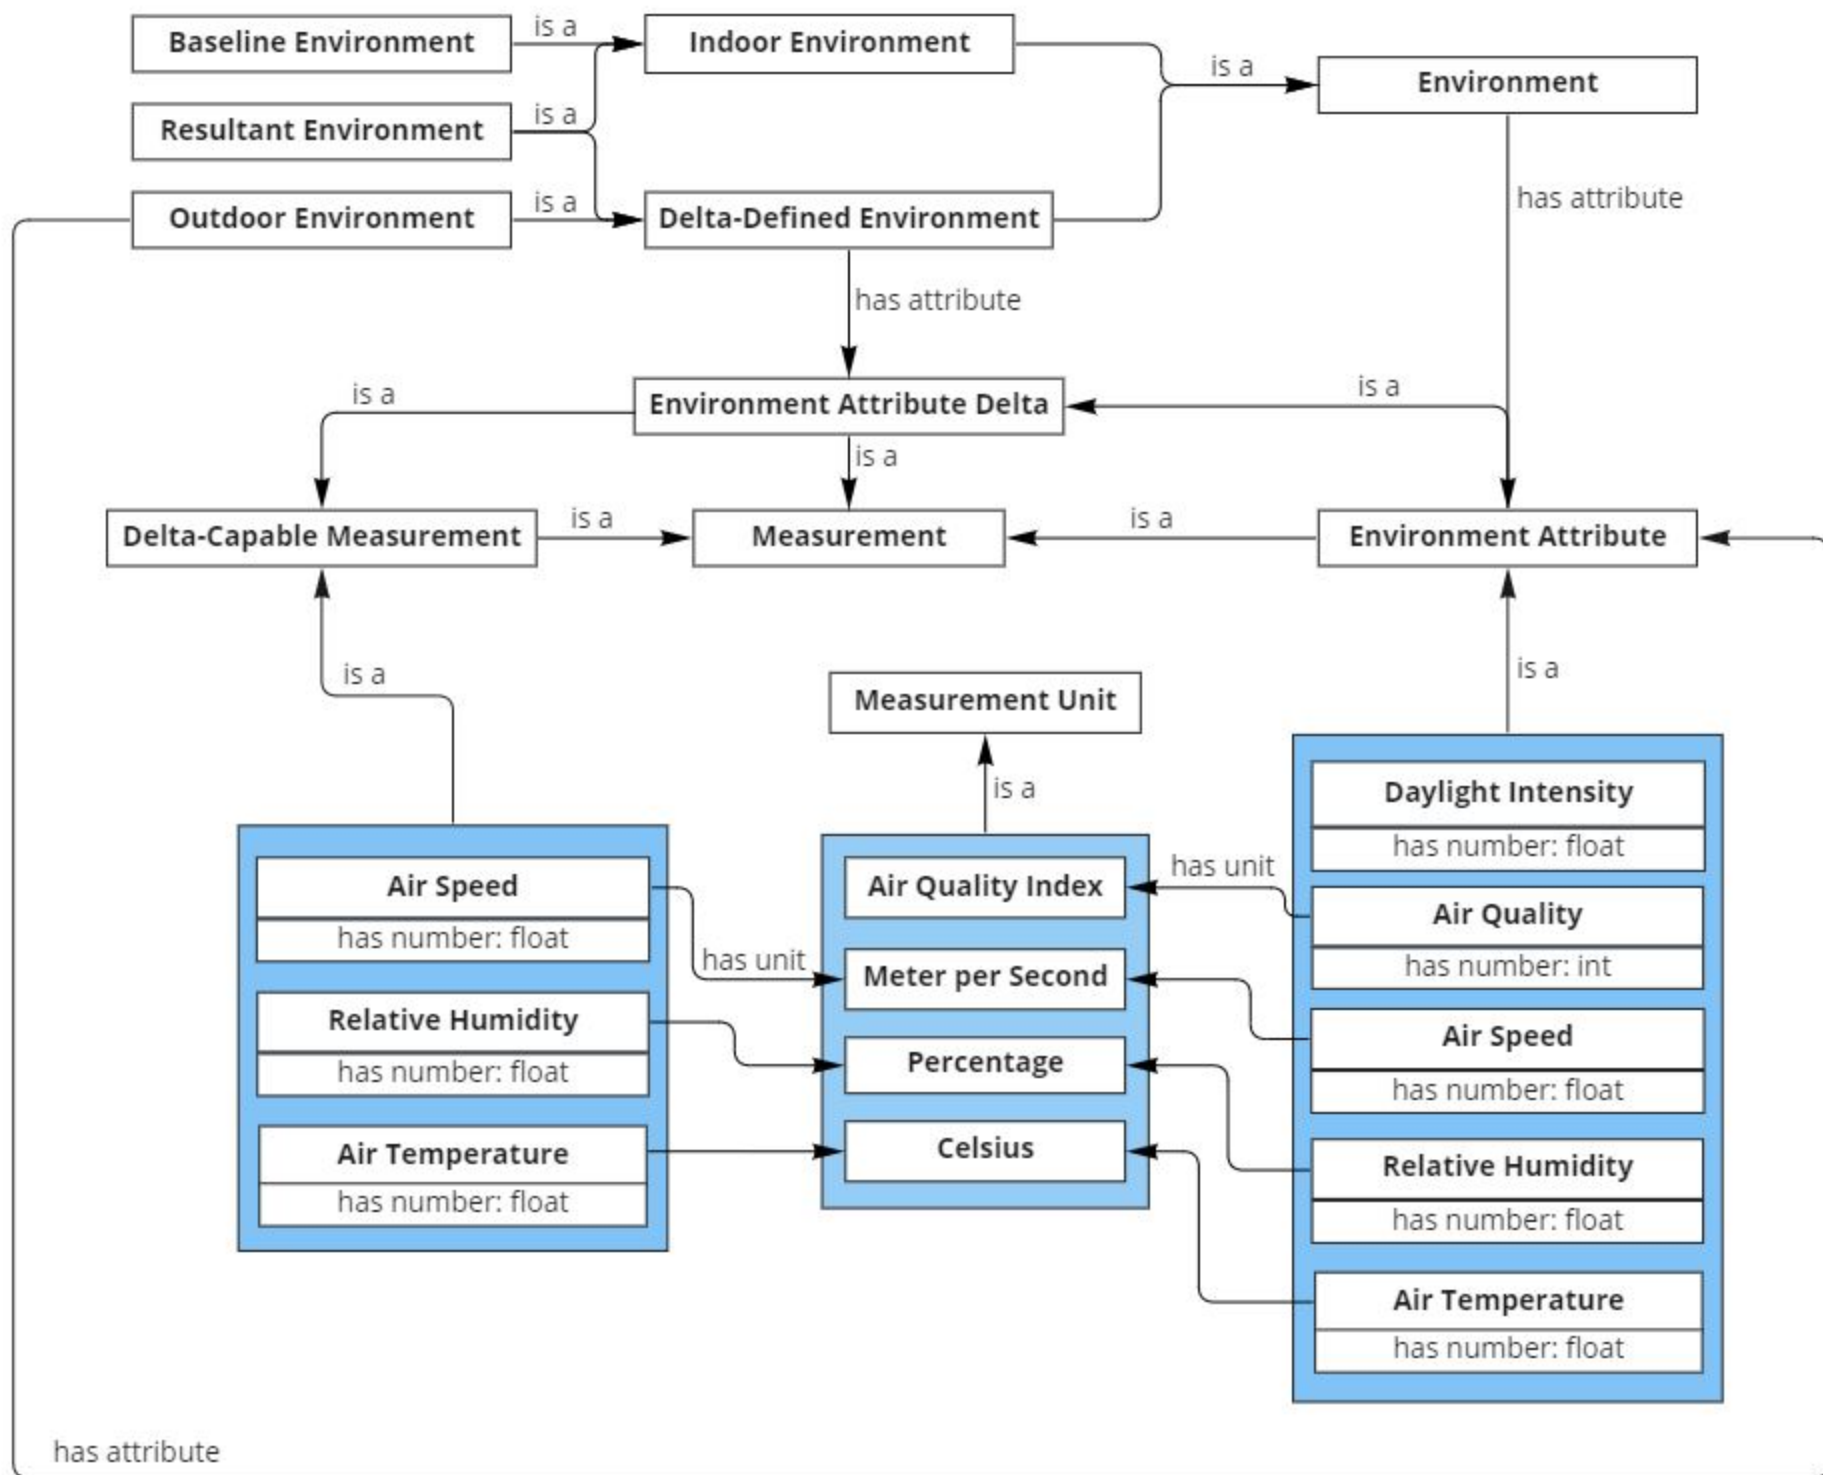 Baseline Environment
is a
Indoor Environment
is a
Environment
Resultant Environment
is a
Outdoor Environment
is a
Delta-Defined Environment
has attribute
has attribute
is a
Environment Attribute Delta
is a
is a
Delta-Capable Measurement
is a
Measurement
is a
Environment Attribute
is a
Measurement Unit
is a
is a
Air Speed
has number: float
Relative Humidity
has number: float
Air Temperature
has number: float
has unit
Air Quality Index
Meter per Second
Percentage
Celsius
has unit
Daylight Intensity
has number: float
Air Quality
has number: int
Air Speed
has number: float
Relative Humidity
has number: float
Air Temperature
has number: float
has attribute